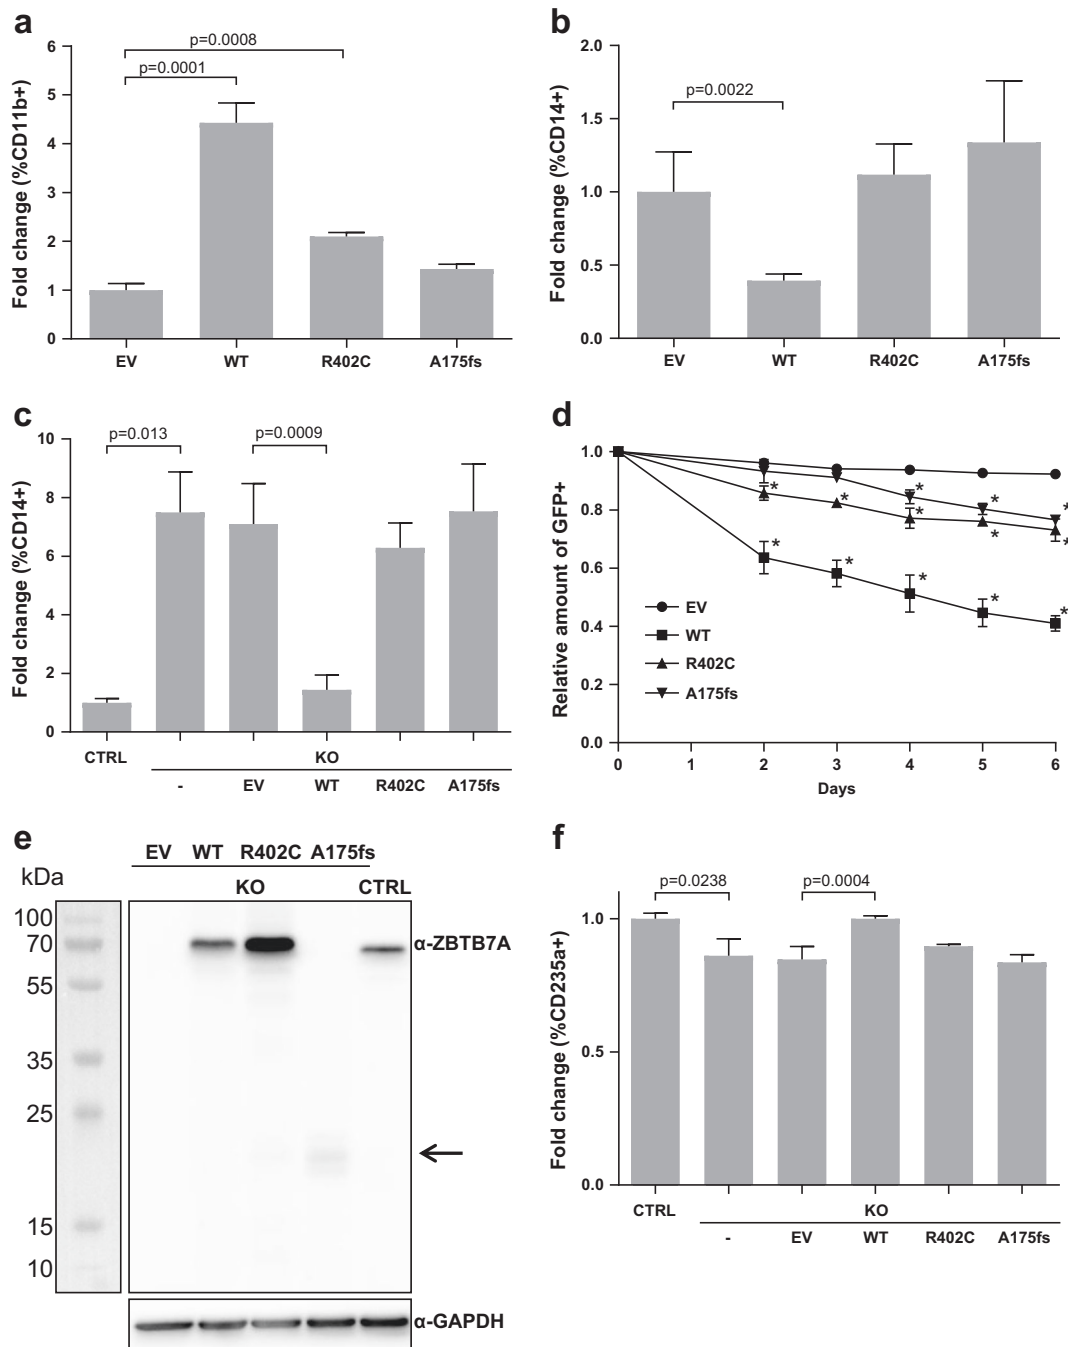 a
p=0.0008
p=0.0001
Fold change (%CD11b+)
6
5
4
3
2
1
0
EV WT R402C A175fs
b
p=0.0022
Fold change (%CD14+)
2.0
1.5
1.0
0.5
0.0
EV WT R402C A175fs
c
p=0.013 p=0.0009
Fold change (%CD14+)
10
8
6
4
2
0
CTRL KO
- EV WT R402C A175fs
d
Relative amount of GFP+
1.0
0.8
0.6
0.4
0.2
0.0
* * * * *
* * * *
* * *
EV
WT
R402C
A175fs
0 1 2 3 4 5 6
Days
e
EV WT R402C A175fs
kDa
KO CTRL
100
70
55
35
25
15
10
α-ZBTB7A
α-GAPDH
f
p=0.0238 p=0.0004
Fold change (%CD235a+)
1.0
0.5
0.0
CTRL KO
- EV WT R402C A175fs